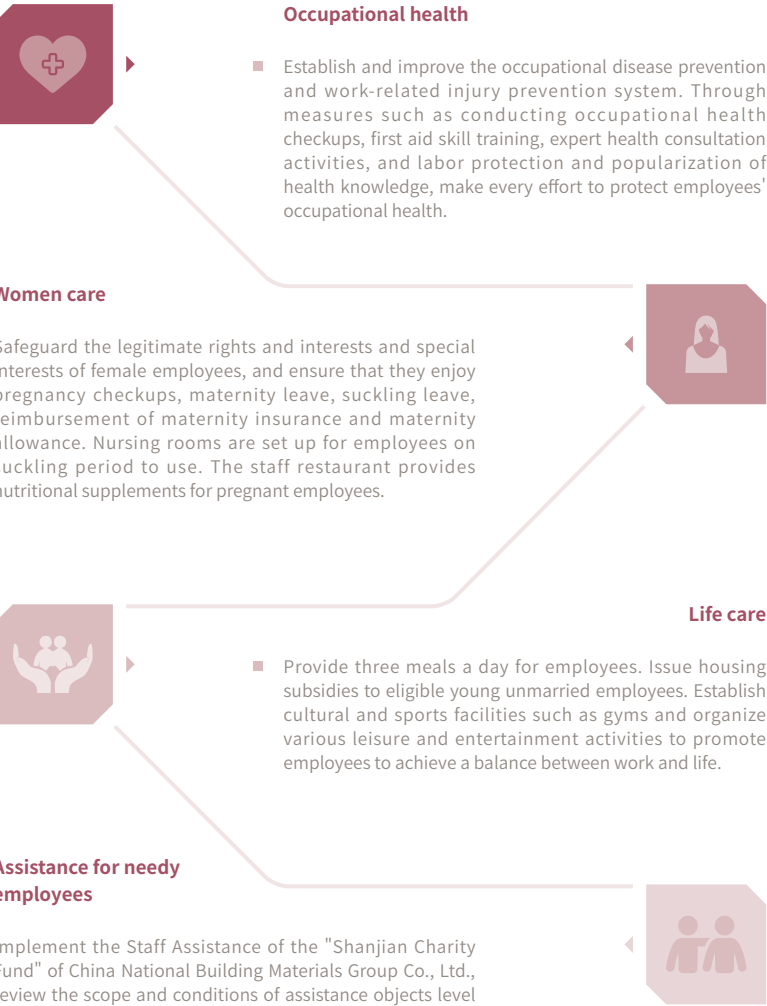 Occupational health
Establish and improve the occupational disease prevention
and work-related injury prevention system. Through
measures such as conducting occupational health
checkups, first aid skill training, expert health consultation
activities, and labor protection and popularization of
health knowledge, make every effort to protect employees'
occupational health.
Women care
Safeguard the legitimate rights and interests and special
interests of female employees, and ensure that they enjoy
pregnancy checkups, maternity leave, suckling leave,
reimbursement of maternity insurance and maternity
allowance. Nursing rooms are set up for employees on
suckling period to use. The staff restaurant provides
nutritional supplements for pregnant employees.
Life care
Provide three meals a day for employees. Issue housing
subsidies to eligible young unmarried employees. Establish
cultural and sports facilities such as gyms and organize
various leisure and entertainment activities to promote
employees to achieve a balance between work and life.
Assistance for needy
employees
Implement the Staff Assistance of the "Shanjian Charity
Fund" of China National Building Materials Group Co., Ltd.,
review the scope and conditions of assistance objects level